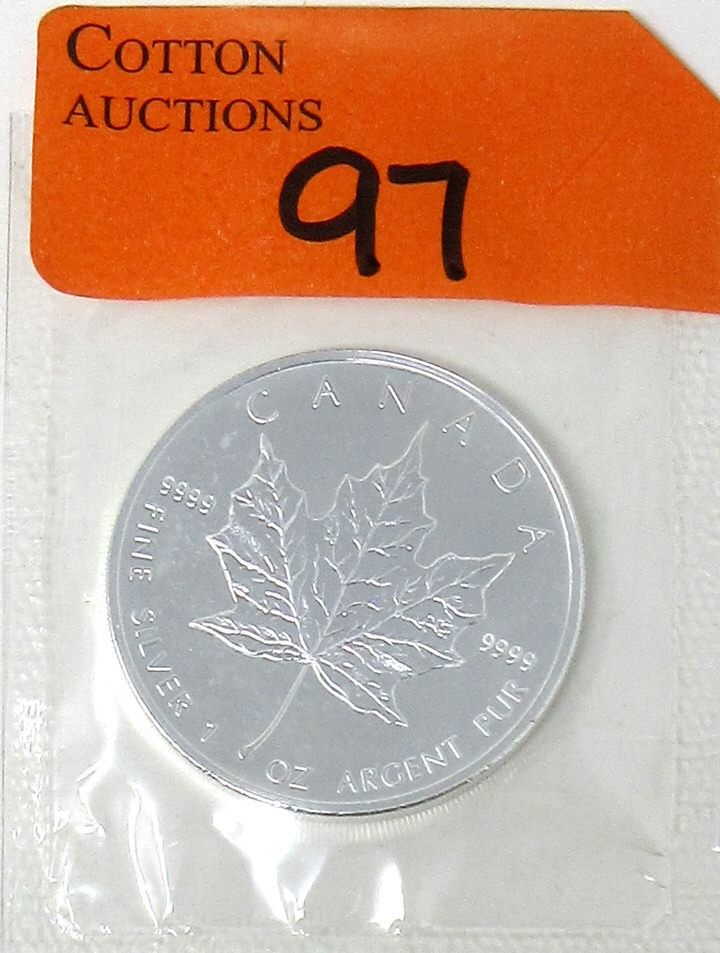 COTTON
AUCTIONS
97
CANADA
9999
9999
FINE SILVER 1 OZ ARGENT PUR